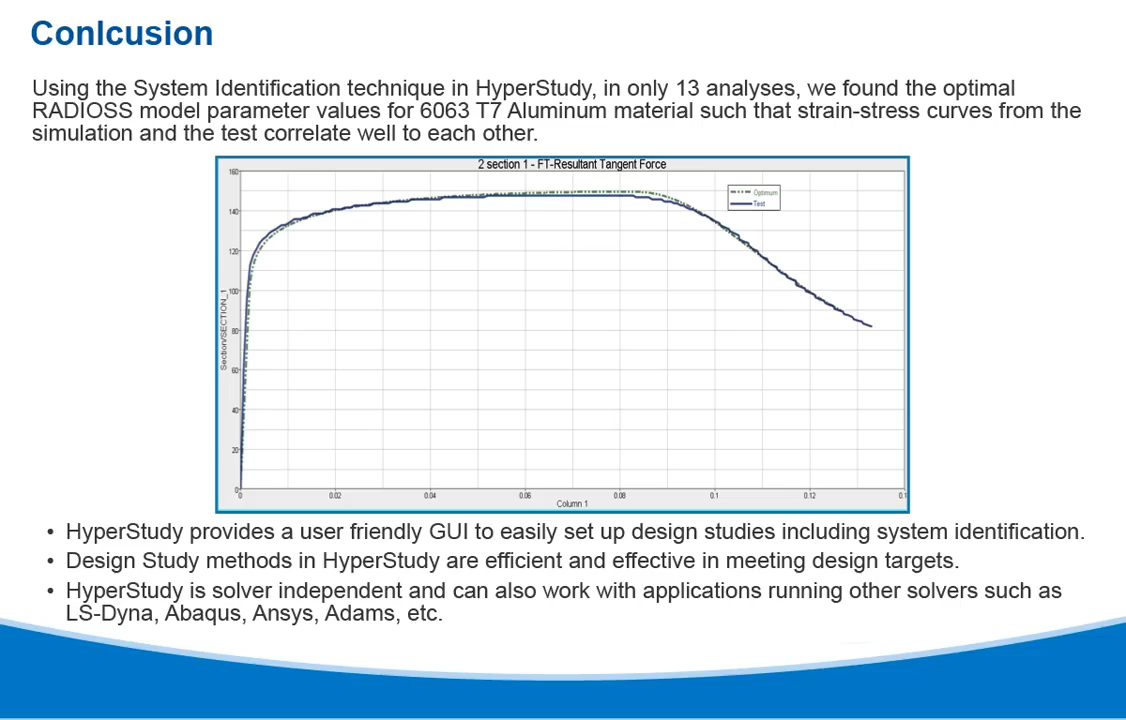 Conlcusion
Using the System Identification technique in HyperStudy, in only 13 analyses, we found the optimal
RADIOSS model parameter values for 6063 T7 Aluminum material such that strain-stress curves from the
simulation and the test correlate well to each other.
2 section 1 - FT-Resultant Tangent Force
Optimum
Test
160
140
120
100
80
60
40
20
0
Section/SECTION_1
0
0.02
0.04
0.06
0.08
0.1
0.12
0.1
Column 1
• HyperStudy provides a user friendly GUI to easily set up design studies including system identification.
• Design Study methods in HyperStudy are efficient and effective in meeting design targets.
• HyperStudy is solver independent and can also work with applications running other solvers such as
LS-Dyna, Abaqus, Ansys, Adams, etc.